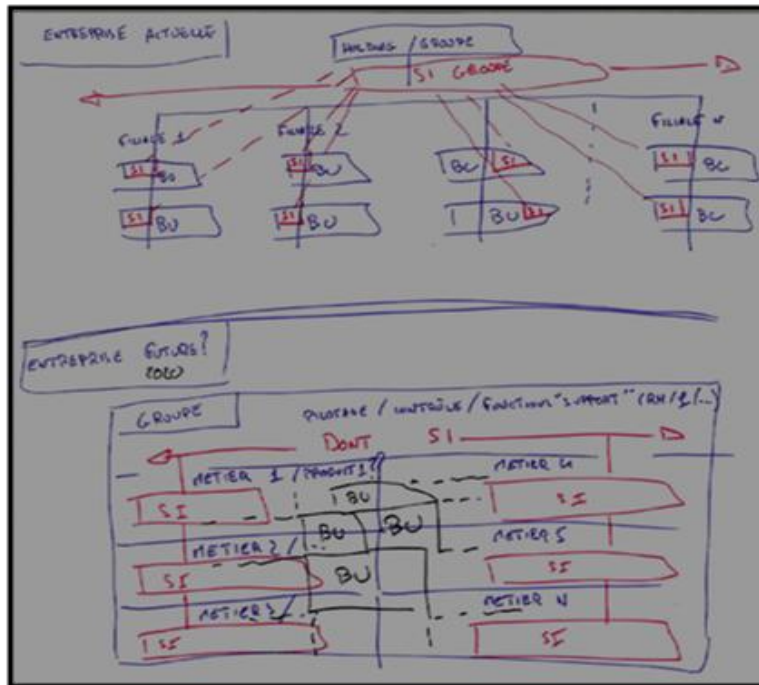 ENTREPRISE ACTUELLE
HOLDING / GROUPE
SI GROUPE
FILIALE 1
FILIALE 2
FILIALE N
SI BU
SI BU
BU SI
SI BU
SI BU
SI BU
BU SI
SI BU
ENTREPRISE FUTURE?
2020
GROUPE
PILOTAGE / CONTRÔLE / FONCTIONS "SUPPORT" (RH/1/...)
DONT SI
METIER 1 / PRODUIT 1?
METIER 4
SI
BU
SI
BU
BU
METIER 2 / ...
METIER 5
SI
BU
SI
METIER 3 /
METIER N
SI
SI